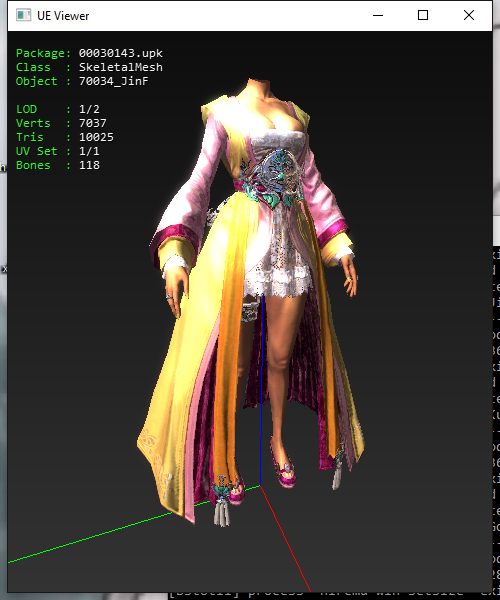 UE Viewer
Package: 00030143.upk
Class  : SkeletalMesh
Object : 70034_JinF
LOD    : 1/2
Verts  : 7037
Tris   : 10025
UV Set : 1/1
Bones  : 118